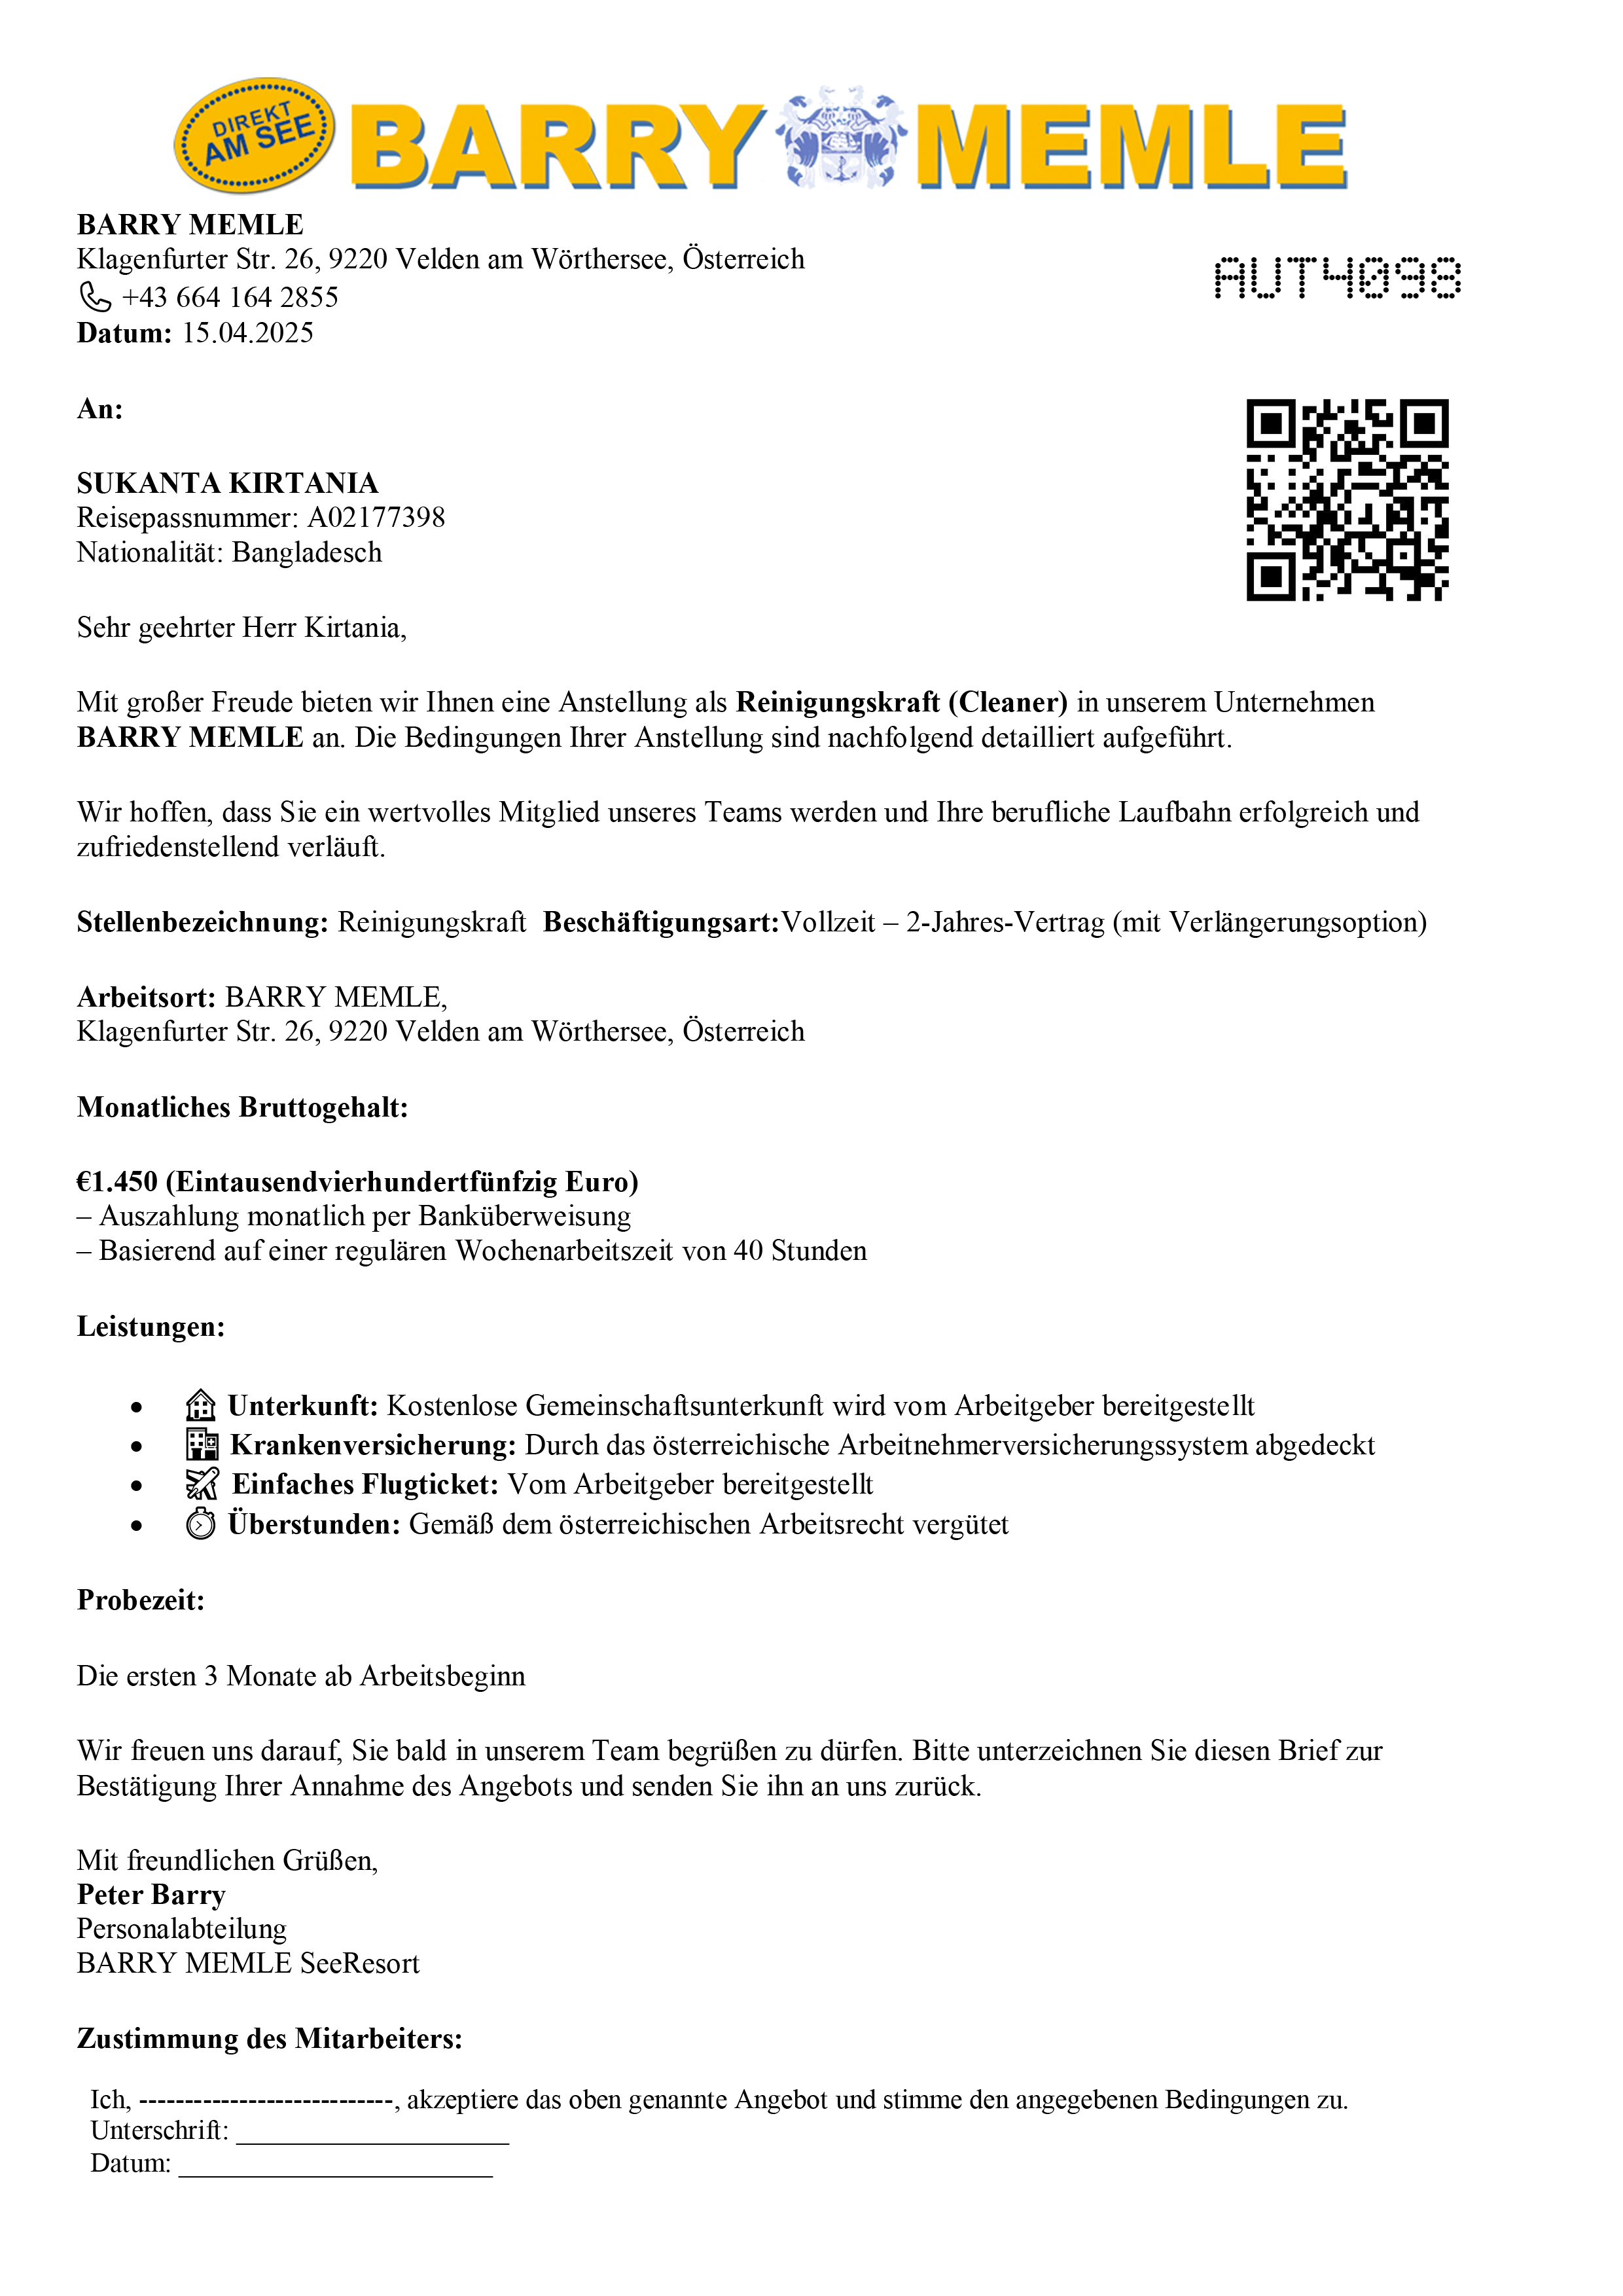 DIREKT
AM SEE
BARRY MEMLE
BARRY MEMLE
Klagenfurter Str. 26, 9220 Velden am Wörthersee, Österreich
+43 664 164 2855
AUT4098
Datum: 15.04.2025
An:
SUKANTA KIRTANIA
Reisepassnummer: A02177398
Nationalität: Bangladesch
Sehr geehrter Herr Kirtania,
Mit großer Freude bieten wir Ihnen eine Anstellung als Reinigungskraft (Cleaner) in unserem Unternehmen
BARRY MEMLE an. Die Bedingungen Ihrer Anstellung sind nachfolgend detailliert aufgeführt.
Wir hoffen, dass Sie ein wertvolles Mitglied unseres Teams werden und Ihre berufliche Laufbahn erfolgreich und
zufriedenstellend verläuft.
Stellenbezeichnung: Reinigungskraft Beschäftigungsart:Vollzeit – 2-Jahres-Vertrag (mit Verlängerungsoption)
Arbeitsort: BARRY MEMLE,
Klagenfurter Str. 26, 9220 Velden am Wörthersee, Österreich
Monatliches Bruttogehalt:
€1.450 (Eintausendvierhundertfünfzig Euro)
– Auszahlung monatlich per Banküberweisung
– Basierend auf einer regulären Wochenarbeitszeit von 40 Stunden
Leistungen:
• Unterkunft: Kostenlose Gemeinschaftsunterkunft wird vom Arbeitgeber bereitgestellt
• Krankenversicherung: Durch das österreichische Arbeitnehmerversicherungssystem abgedeckt
• Einfaches Flugticket: Vom Arbeitgeber bereitgestellt
• Überstunden: Gemäß dem österreichischen Arbeitsrecht vergütet
Probezeit:
Die ersten 3 Monate ab Arbeitsbeginn
Wir freuen uns darauf, Sie bald in unserem Team begrüßen zu dürfen. Bitte unterzeichnen Sie diesen Brief zur
Bestätigung Ihrer Annahme des Angebots und senden Sie ihn an uns zurück.
Mit freundlichen Grüßen,
Peter Barry
Personalabteilung
BARRY MEMLE SeeResort
Zustimmung des Mitarbeiters:
Ich, ----------------------------, akzeptiere das oben genannte Angebot und stimme den angegebenen Bedingungen zu.
Unterschrift: ____________________
Datum: _______________________